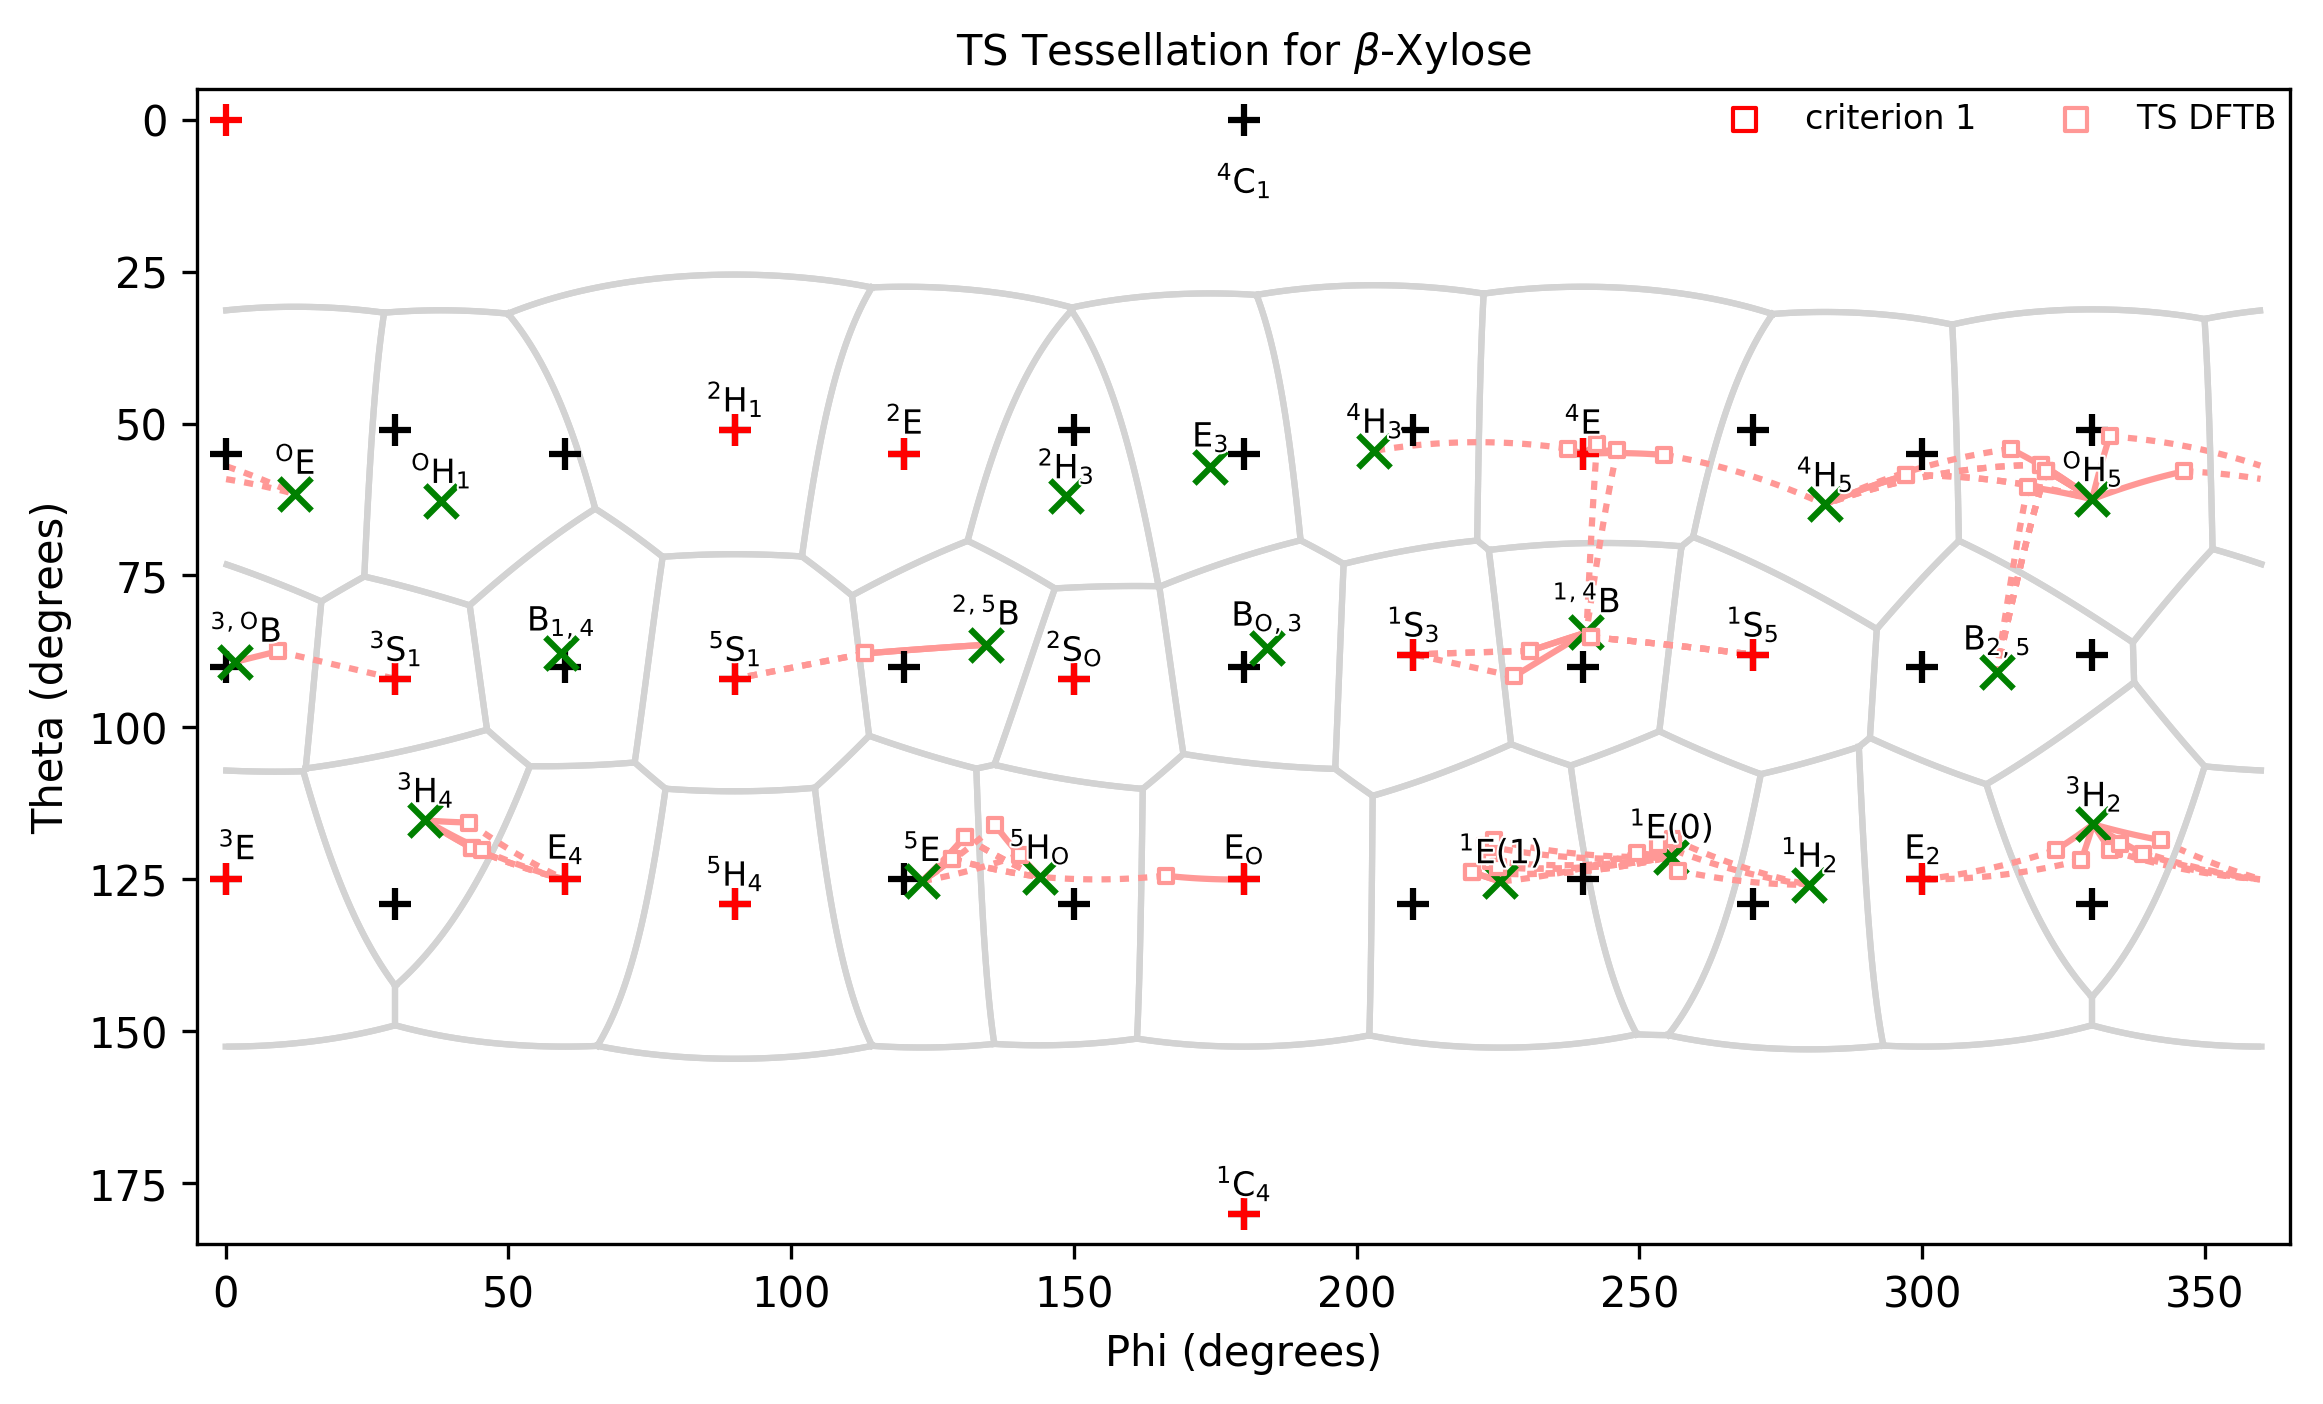 TS Tessellation for β-Xylose
criterion 1
TS DFTB
⁴C₁
²H₁
²E
⁴H₃
⁴E
E₃
ᴼE
ᴼH₁
²H₃
⁴H₅
ᴼH₅
³,ᴼB
³S₁
B₁,₄
⁵S₁
²,⁵B
²Sₒ
Bₒ,₃
¹S₃
¹,⁴B
¹S₅
B₂,₅
³H₄
³H₂
³E
E₄
⁵H₄
⁵E
⁵Hₒ
Eₒ
¹E(1)
¹E(0)
¹H₂
E₂
¹C₄
0
25
50
75
100
125
150
175
Theta (degrees)
0 50 100 150 200 250 300 350
Phi (degrees)